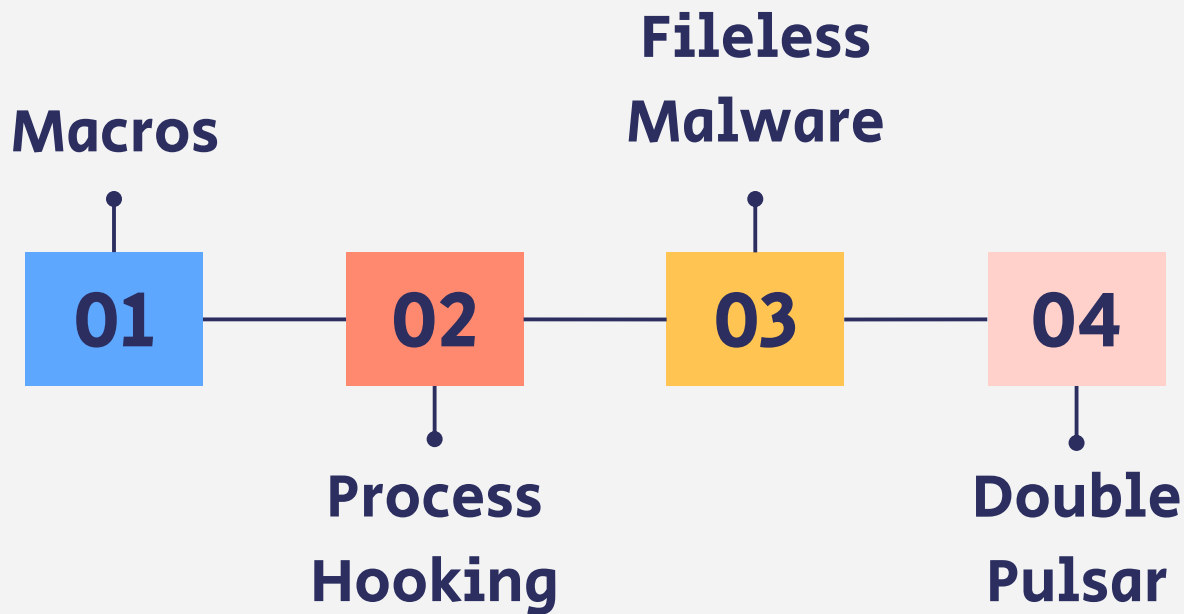 Macros
01
02
Process
Hooking
Fileless
Malware
03
04
Double
Pulsar